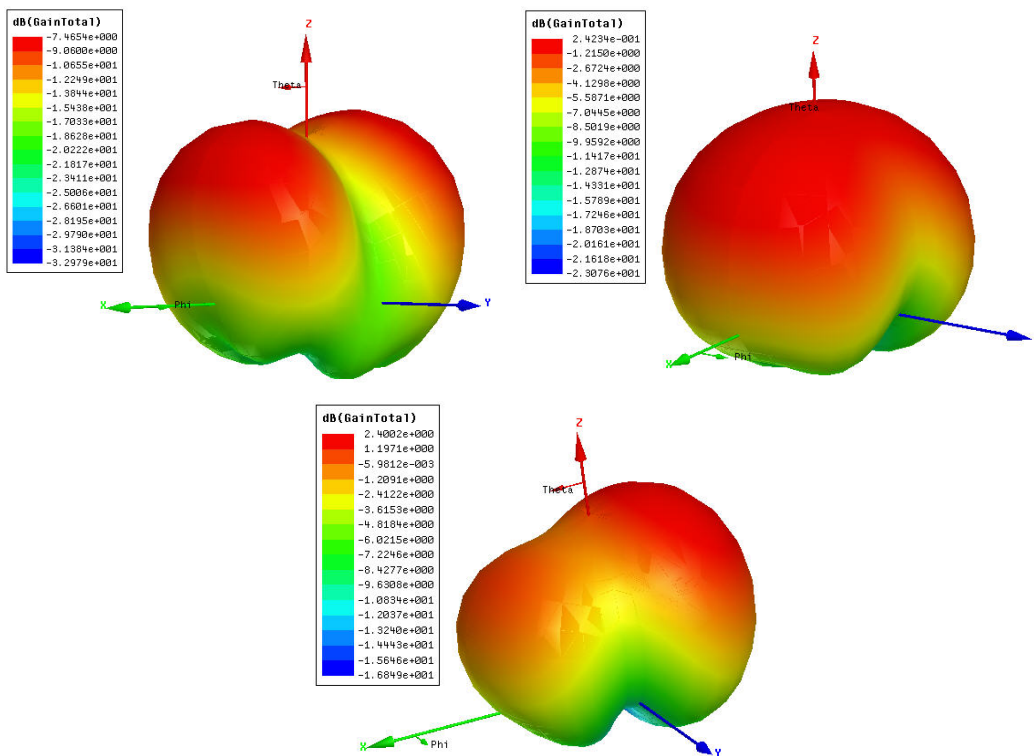 dB(GainTotal)
-7.4654e+000
-9.0600e+000
-1.0655e+001
-1.2249e+001
-1.3844e+001
-1.5438e+001
-1.7033e+001
-1.8628e+001
-2.0222e+001
-2.1817e+001
-2.3411e+001
-2.5006e+001
-2.6601e+001
-2.8195e+001
-2.9790e+001
-3.1384e+001
-3.2979e+001
Z
Theta
X
Phi
Y
dB(GainTotal)
2.4234e-001
-1.2150e+000
-2.6724e+000
-4.1298e+000
-5.5871e+000
-7.0445e+000
-8.5019e+000
-9.9592e+000
-1.1417e+001
-1.2874e+001
-1.4331e+001
-1.5789e+001
-1.7246e+001
-1.8703e+001
-2.0161e+001
-2.1618e+001
-2.3076e+001
Z
Theta
X
Phi
dB(GainTotal)
2.4002e+000
1.1971e+000
-5.9812e-003
-1.2091e+000
-2.4122e+000
-3.6153e+000
-4.8184e+000
-6.0215e+000
-7.2246e+000
-8.4277e+000
-9.6308e+000
-1.0834e+001
-1.2037e+001
-1.3240e+001
-1.4443e+001
-1.5646e+001
-1.6849e+001
Z
Theta
X
Phi
Y